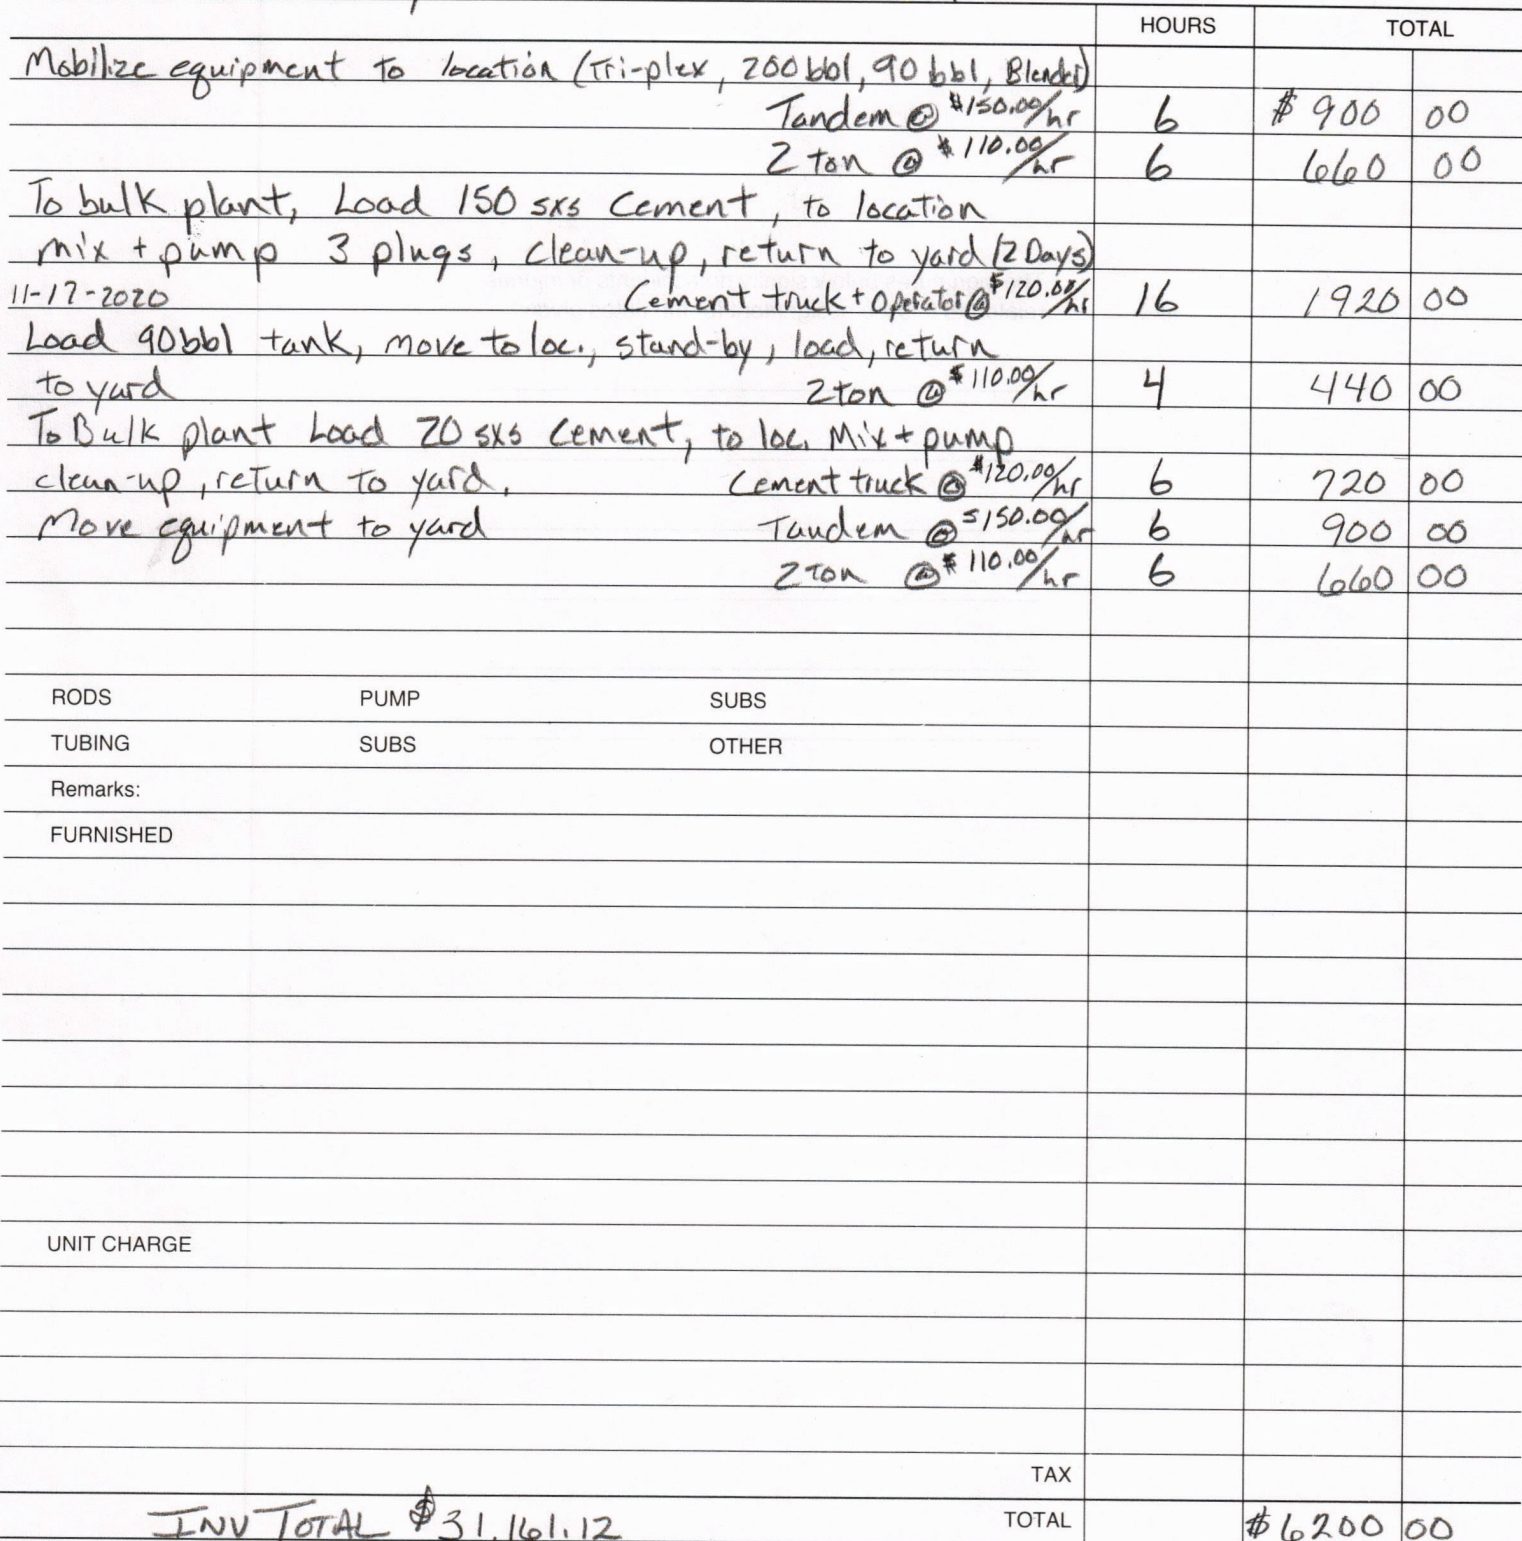 HOURS TOTAL
Mobilize equipment to location (Tri-plex, 200 bbl, 90 bbl, Blender)
Tandem @ $150.00/hr 6 $ 900 00
2 ton @ $110.00/hr 6 660 00
To bulk plant, Load 150 sxs Cement, to location
mix + pump 3 plugs, clean-up, return to yard (2 Days)
11-17-2020 Cement truck + Operator @ $120.00/hr 16 1920 00
Load 90bbl tank, move to loc., stand-by, load, return
to yard 2 ton @ $110.00/hr 4 440 00
To Bulk plant Load 20 sxs Cement, to loc. Mix + pump
clean-up, return to yard. Cement truck @ $120.00/hr 6 720 00
Move equipment to yard Tandem @ $150.00/hr 6 900 00
2 ton @ $110.00/hr 6 660 00
RODS PUMP SUBS
TUBING SUBS OTHER
Remarks:
FURNISHED
UNIT CHARGE
TAX
INV TOTAL $31,161.12 TOTAL $6200 00